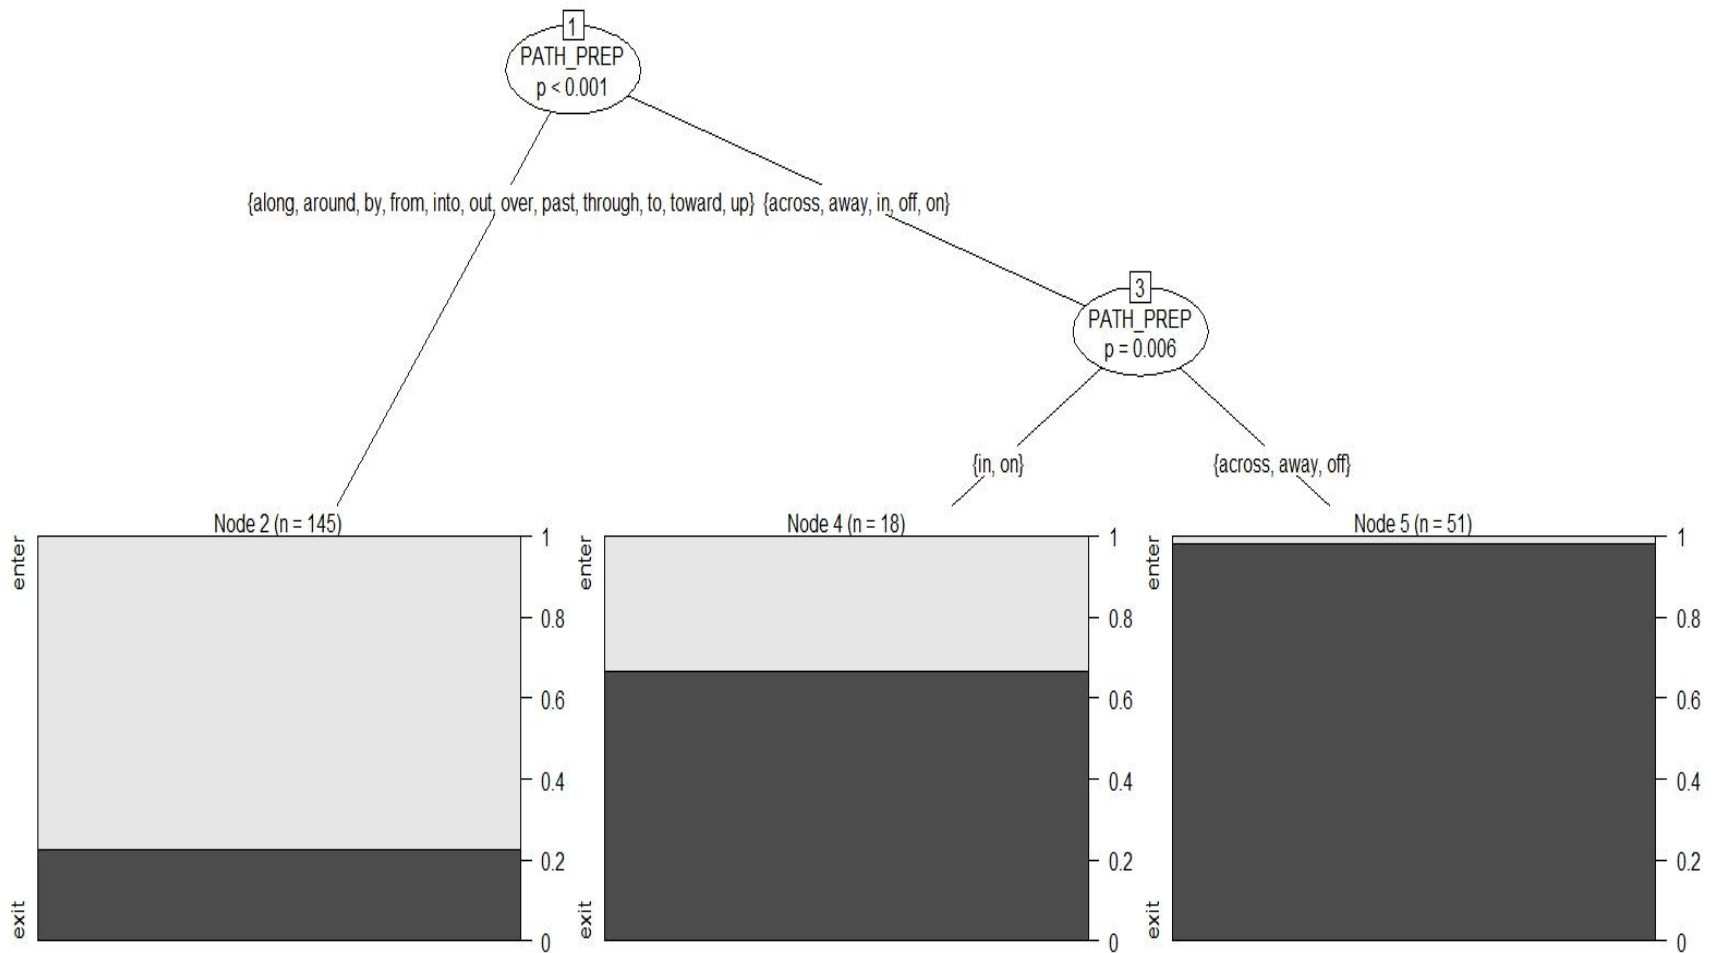 1
PATH_PREP
p < 0.001
{along, around, by, from, into, out, over, past, through, to, toward, up} {across, away, in, off, on}
3
PATH_PREP
p = 0.006
{in, on} {across, away, off}
Node 2 (n = 145)
enter
exit
1
0.8
0.6
0.4
0.2
0
Node 4 (n = 18)
enter
exit
1
0.8
0.6
0.4
0.2
0
Node 5 (n = 51)
enter
exit
1
0.8
0.6
0.4
0.2
0